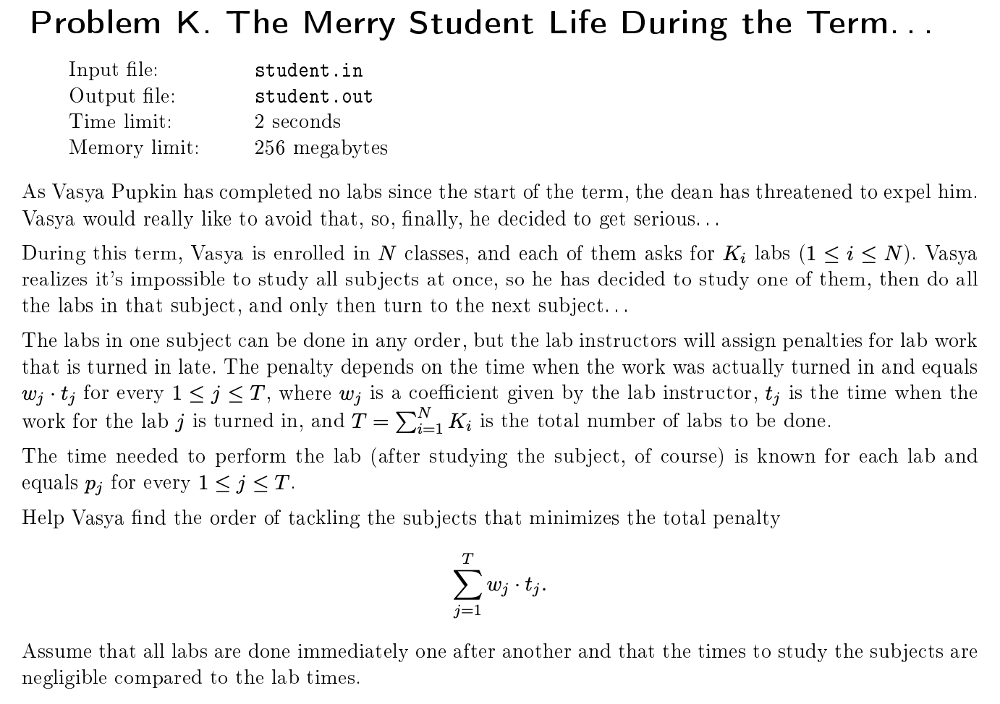 Problem K. The Merry Student Life During the Term...
Input file: student.in
Output file: student.out
Time limit: 2 seconds
Memory limit: 256 megabytes
As Vasya Pupkin has completed no labs since the start of the term, the dean has threatened to expel him.
Vasya would really like to avoid that, so, finally, he decided to get serious...
During this term, Vasya is enrolled in N classes, and each of them asks for K_i labs (1 ≤ i ≤ N). Vasya
realizes it's impossible to study all subjects at once, so he has decided to study one of them, then do all
the labs in that subject, and only then turn to the next subject...
The labs in one subject can be done in any order, but the lab instructors will assign penalties for lab work
that is turned in late. The penalty depends on the time when the work was actually turned in and equals
w_j · t_j for every 1 ≤ j ≤ T, where w_j is a coefficient given by the lab instructor, t_j is the time when the
work for the lab j is turned in, and T = ∑_{i=1}^{N} K_i is the total number of labs to be done.
The time needed to perform the lab (after studying the subject, of course) is known for each lab and
equals p_j for every 1 ≤ j ≤ T.
Help Vasya find the order of tackling the subjects that minimizes the total penalty
∑_{j=1}^{T} w_j · t_j.
Assume that all labs are done immediately one after another and that the times to study the subjects are
negligible compared to the lab times.